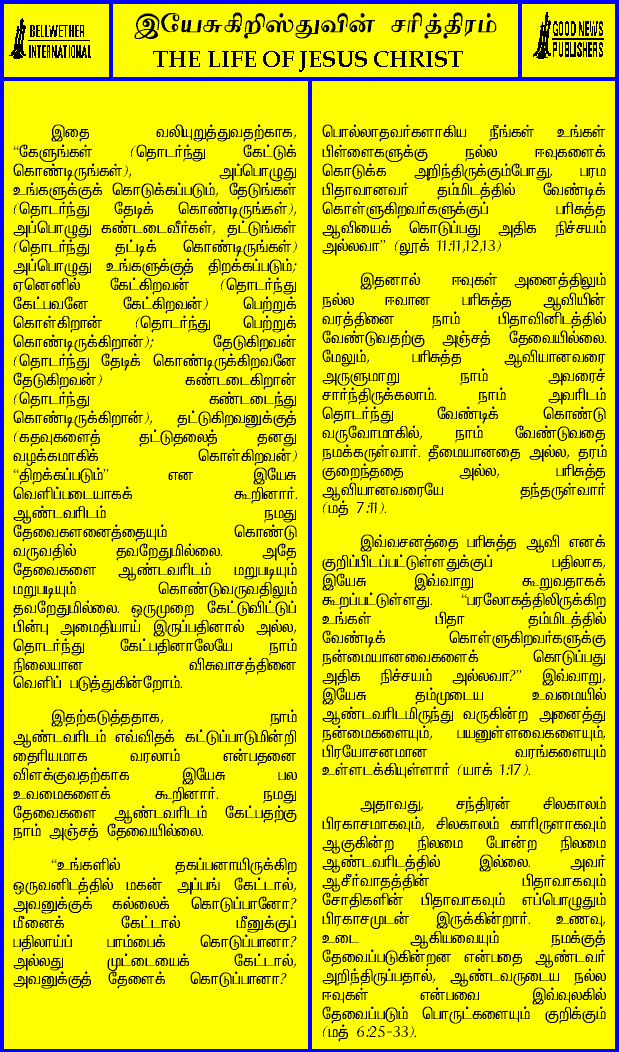 BELLWETHER
INTERNATIONAL
இயேசுகிறிஸ்துவின் சரித்திரம்
THE LIFE OF JESUS CHRIST
GOOD NEWS
PUBLISHERS
இதை வலியுறுத்துவதற்காக,
“கேளுங்கள் (தொடர்ந்து கேட்டுக்
கொண்டிருங்கள்), அப்பொழுது
உங்களுக்குக் கொடுக்கப்படும், தேடுங்கள்
(தொடர்ந்து தேடிக் கொண்டிருங்கள்),
அப்பொழுது கண்டடைவீர்கள், தட்டுங்கள்
(தொடர்ந்து தட்டிக் கொண்டிருங்கள்)
அப்பொழுது உங்களுக்குத் திறக்கப்படும்;
ஏனெனில் கேட்கிறவன் (தொடர்ந்து
கேட்பவனே கேட்கிறவன்) பெற்றுக்
கொள்கிறான் (தொடர்ந்து பெற்றுக்
கொண்டிருக்கிறான்); தேடுகிறவன்
(தொடர்ந்து தேடிக் கொண்டிருக்கிறவனே
தேடுகிறவன்) கண்டடைகிறான்
(தொடர்ந்து கண்டடைந்து
கொண்டிருக்கிறான்), தட்டுகிறவனுக்குத்
(கதவுகளைத் தட்டுதலைத் தனது
வழக்கமாகிக் கொள்கிறவன்)
“திறக்கப்படும்” என இயேசு
வெளிப்படையாகக் கூறினார்.
ஆண்டவரிடம் நமது
தேவைகளனைத்தையும் கொண்டு
வருவதில் தவறேதுமில்லை. அதே
தேவைகளை ஆண்டவரிடம் மறுபடியும்
மறுபடியும் கொண்டுவருவதிலும்
தவறேதுமில்லை. ஒருமுறை கேட்டுவிட்டுப்
பின்பு அமைதியாய் இருப்பதினால் அல்ல,
தொடர்ந்து கேட்பதினாலேயே நாம்
நிலையான விசுவாசத்தினை
வெளிப் படுத்துகின்றோம்.
இதற்கடுத்ததாக, நாம்
ஆண்டவரிடம் எவ்விதக் கட்டுப்பாடுமின்றி
தைரியமாக வரலாம் என்பதனை
விளக்குவதற்காக இயேசு பல
உவமைகளைக் கூறினார். நமது
தேவைகளை ஆண்டவரிடம் கேட்பதற்கு
நாம் அஞ்சத் தேவையில்லை.
“உங்களில் தகப்பனாயிருக்கிற
ஒருவனிடத்தில் மகன் அப்பங் கேட்டால்,
அவனுக்குக் கல்லைக் கொடுப்பானோ?
மீனைக் கேட்டால் மீனுக்குப்
பதிலாய்ப் பாம்பைக் கொடுப்பானா?
அல்லது முட்டையைக் கேட்டால்,
அவனுக்குத் தேளைக் கொடுப்பானா?
பொல்லாதவர்களாகிய நீங்கள் உங்கள்
பிள்ளைகளுக்கு நல்ல ஈவுகளைக்
கொடுக்க அறிந்திருக்கும்போது, பரம
பிதாவானவர் தம்மிடத்தில் வேண்டிக்
கொள்ளுகிறவர்களுக்குப் பரிசுத்த
ஆவியைக் கொடுப்பது அதிக நிச்சயம்
அல்லவா” (லூக் 11:11,12,13)
இதனால் ஈவுகள் அனைத்திலும்
நல்ல ஈவான பரிசுத்த ஆவியின்
வரத்தினை நாம் பிதாவினிடத்தில்
வேண்டுவதற்கு அஞ்சத் தேவையில்லை.
மேலும், பரிசுத்த ஆவியானவரை
அருளுமாறு நாம் அவரைச்
சார்ந்திருக்கலாம். நாம் அவரிடம்
தொடர்ந்து வேண்டிக் கொண்டு
வருவோமாகில், நாம் வேண்டுவதை
நமக்கருள்வார். தீமையானதை அல்ல, தரம்
குறைந்ததை அல்ல, பரிசுத்த
ஆவியானவரையே தந்தருள்வார்
(மத் 7:11).
இவ்வசனத்தை பரிசுத்த ஆவி எனக்
குறிப்பிடப்பட்டுள்ளதுக்குப் பதிலாக,
இயேசு இவ்வாறு கூறுவதாகக்
கூறப்பட்டுள்ளது. “பரலோகத்திலிருக்கிற
உங்கள் பிதா தம்மிடத்தில்
வேண்டிக் கொள்ளுகிறவர்களுக்கு
நன்மையானவைகளைக் கொடுப்பது
அதிக நிச்சயம் அல்லவா?” இவ்வாறு,
இயேசு தம்முடைய உவமையில்
ஆண்டவரிடமிருந்து வருகின்ற அனைத்து
நன்மைகளையும், பயனுள்ளவைகளையும்,
பிரயோசனமான வரங்களையும்
உள்ளடக்கியுள்ளார் (யாக் 1:17).
அதாவது, சந்திரன் சிலகாலம்
பிரகாசமாகவும், சிலகாலம் காரிருளாகவும்
ஆகுகின்ற நிலமை போன்ற நிலமை
ஆண்டவரிடத்தில் இல்லை. அவர்
ஆசீர்வாதத்தின் பிதாவாகவும்
சோதிகளின் பிதாவாகவும் எப்பொழுதும்
பிரகாசமுடன் இருக்கின்றார். உணவு,
உடை ஆகியவையும் நமக்குத்
தேவைப்படுகின்றன என்பதை ஆண்டவர்
அறிந்திருப்பதால், ஆண்டவருடைய நல்ல
ஈவுகள் என்பவை இவ்வுலகில்
தேவைப்படும் பொருட்களையும் குறிக்கும்
(மத் 6:25-33).